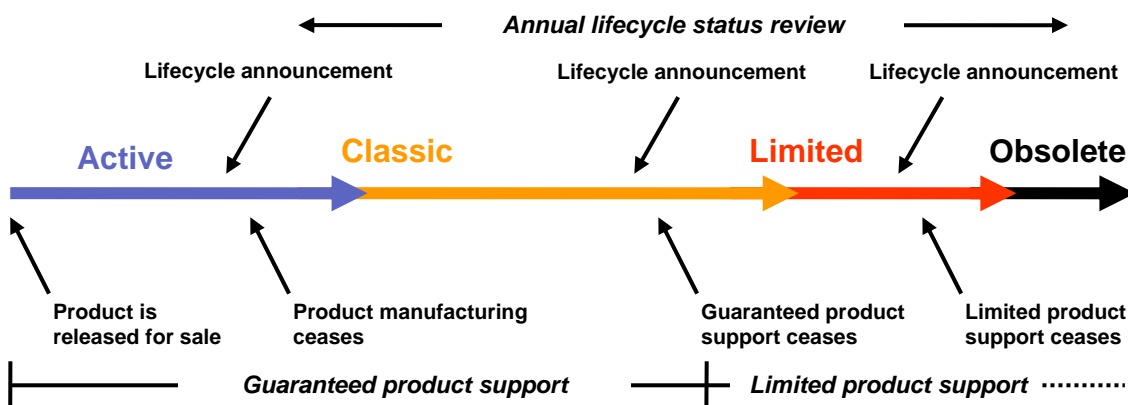 Annual lifecycle status review
Lifecycle announcement
Lifecycle announcement
Lifecycle announcement
Active
Classic
Limited
Obsolete
Product is
released for sale
Product manufacturing
ceases
Guaranteed product
support ceases
Limited product
support ceases
Guaranteed product support
Limited product support